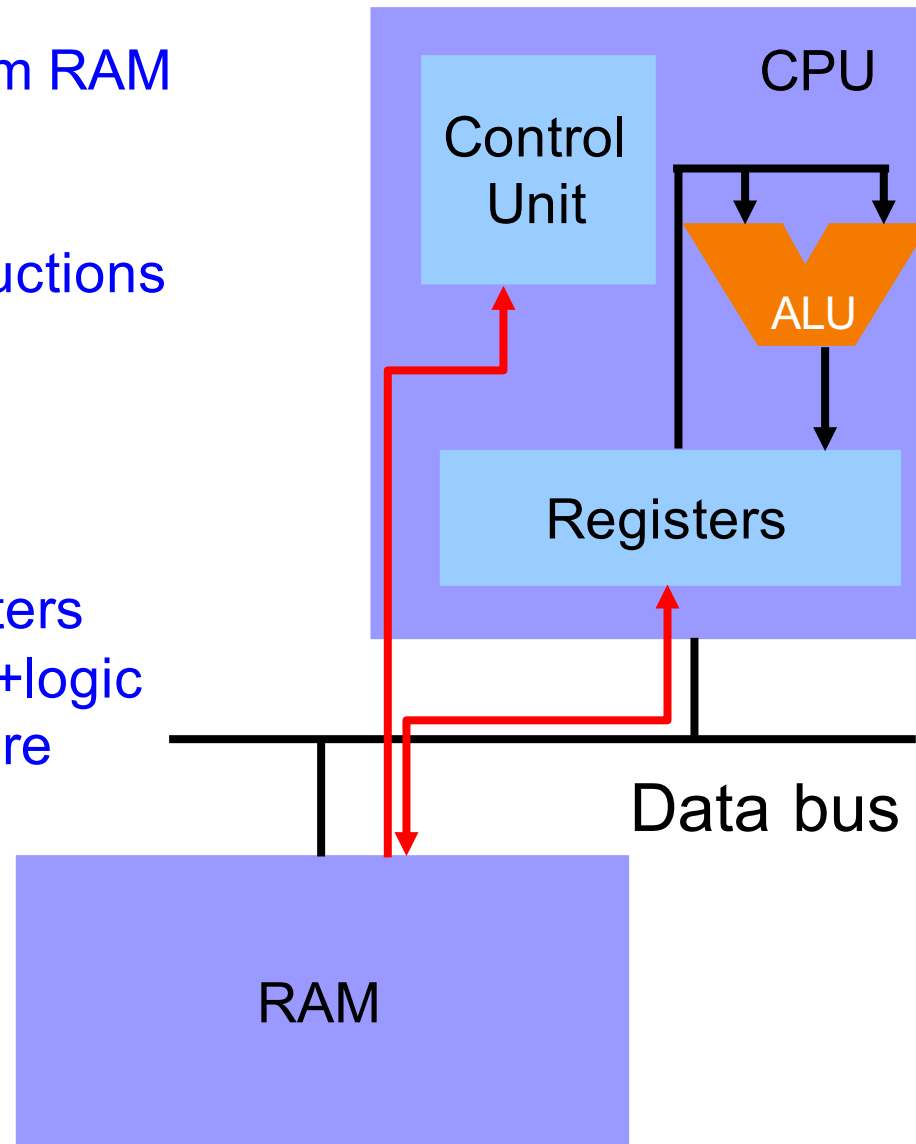 m RAM
uctions
ters
+logic
re
CPU
Control
Unit
ALU
Registers
Data bus
RAM